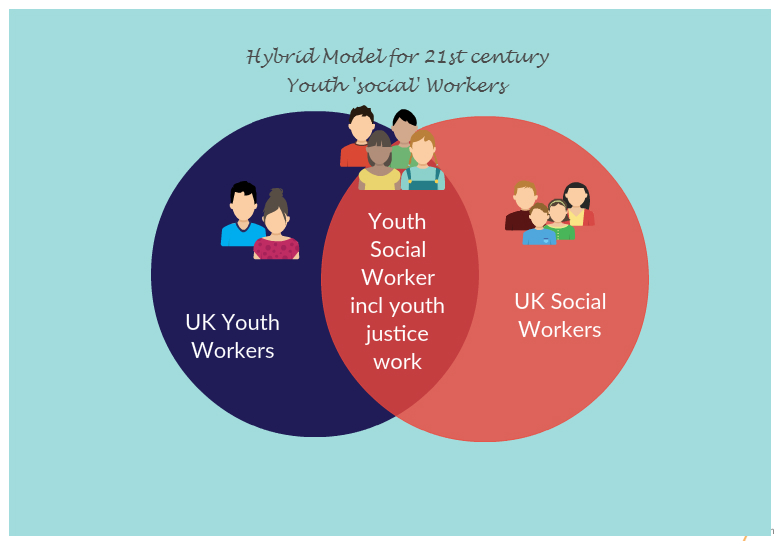 Hybrid Model for 21st century
Youth 'social' Workers
UK Youth
Workers
Youth
Social
Worker
incl youth
justice
work
UK Social
Workers